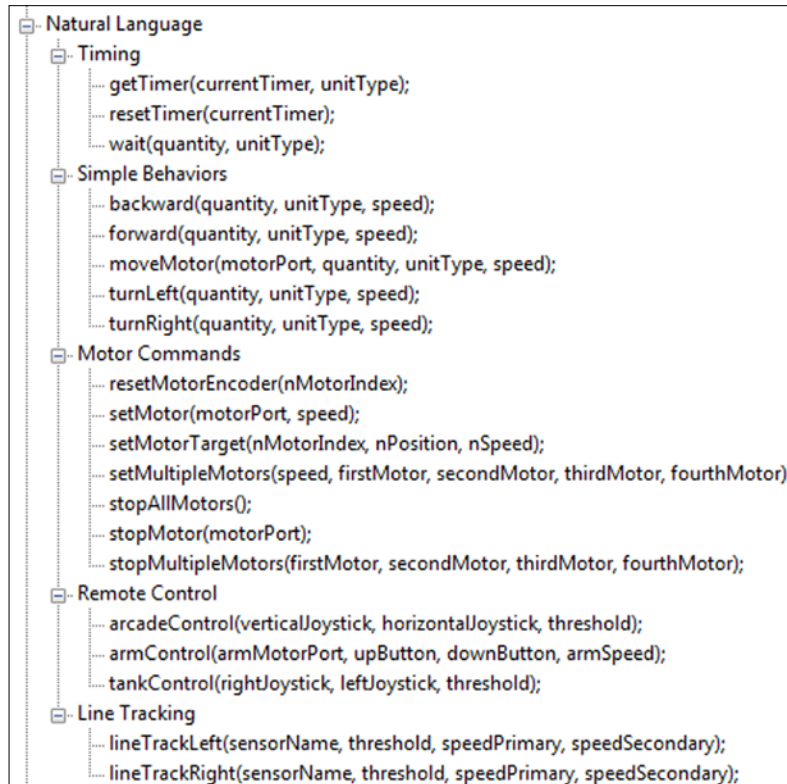 Natural Language
Timing
getTimer(currentTimer, unitType);
resetTimer(currentTimer);
wait(quantity, unitType);
Simple Behaviors
backward(quantity, unitType, speed);
forward(quantity, unitType, speed);
moveMotor(motorPort, quantity, unitType, speed);
turnLeft(quantity, unitType, speed);
turnRight(quantity, unitType, speed);
Motor Commands
resetMotorEncoder(nMotorIndex);
setMotor(motorPort, speed);
setMotorTarget(nMotorIndex, nPosition, nSpeed);
setMultipleMotors(speed, firstMotor, secondMotor, thirdMotor, fourthMotor)
stopAllMotors();
stopMotor(motorPort);
stopMultipleMotors(firstMotor, secondMotor, thirdMotor, fourthMotor);
Remote Control
arcadeControl(verticalJoystick, horizontalJoystick, threshold);
armControl(armMotorPort, upButton, downButton, armSpeed);
tankControl(rightJoystick, leftJoystick, threshold);
Line Tracking
lineTrackLeft(sensorName, threshold, speedPrimary, speedSecondary);
lineTrackRight(sensorName, threshold, speedPrimary, speedSecondary);